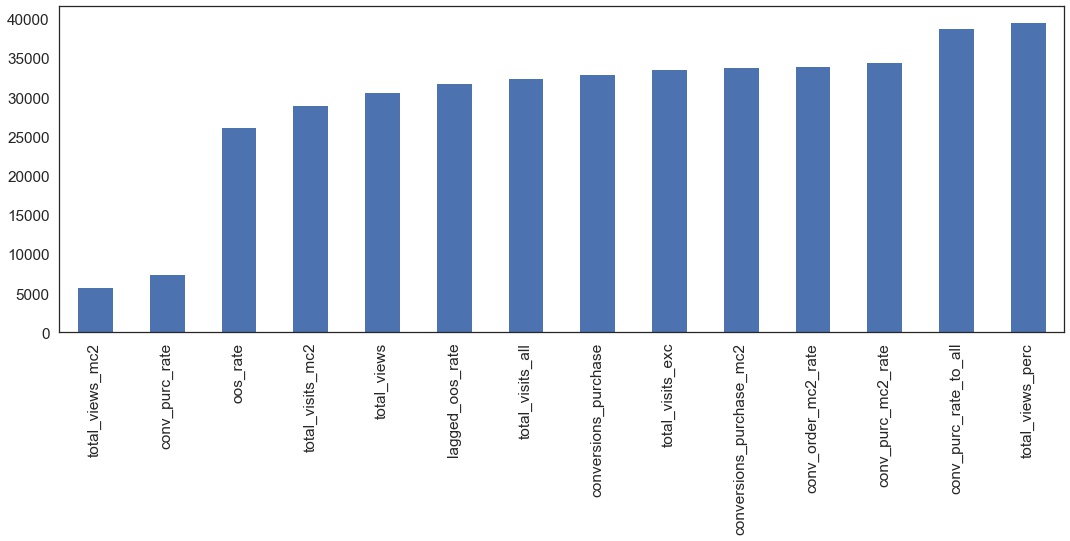 40000
35000
30000
25000
20000
15000
10000
5000
0
total_views_mc2
conv_purc_rate
oos_rate
total_visits_mc2
total_views
lagged_oos_rate
total_visits_all
conversions_purchase
total_visits_exc
conversions_purchase_mc2
conv_order_mc2_rate
conv_purc_mc2_rate
conv_purc_rate_to_all
total_views_perc